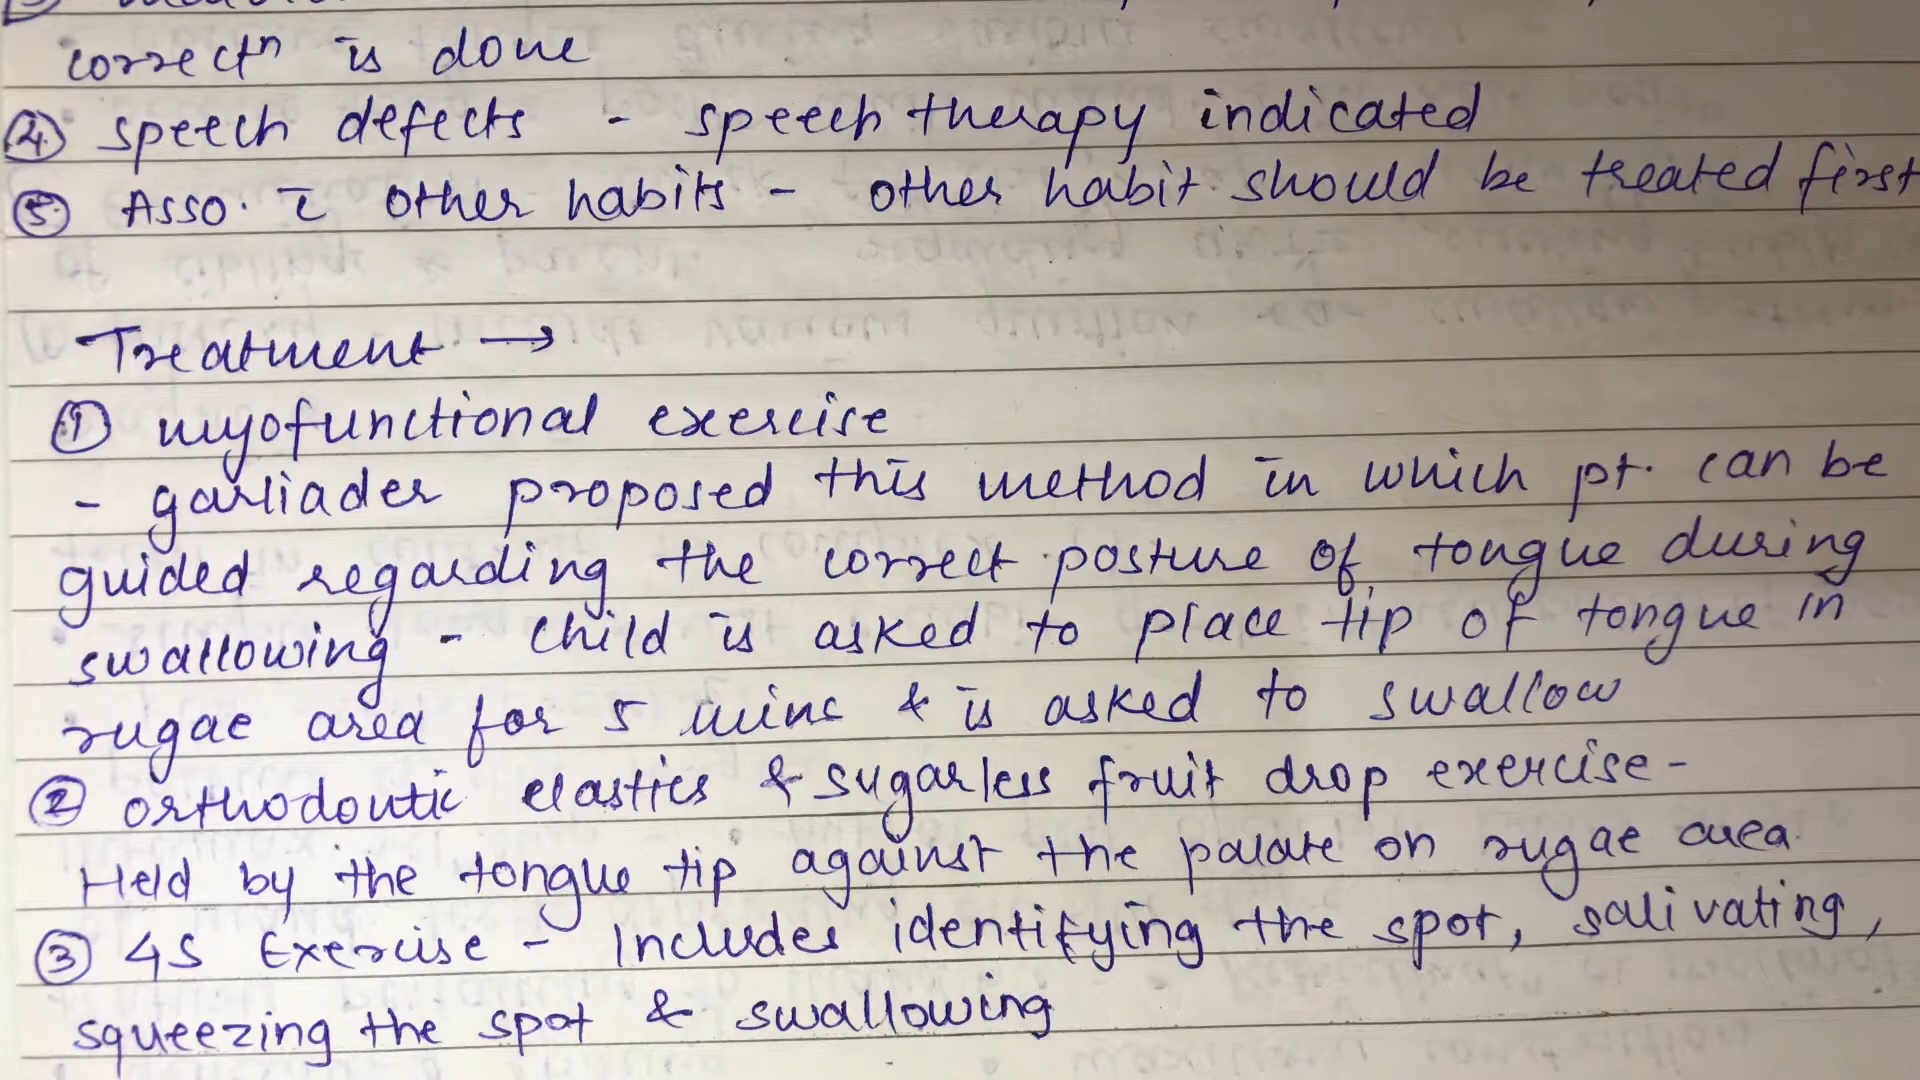 correctⁿ is done
④ speech defects - speech therapy indicated
⑤ Asso. c̄ other habits - other habit should be treated first
Treatment →
① myofunctional exercise
- garliader proposed this method in which pt. can be
guided regarding the correct posture of tongue during
swallowing - child is asked to place tip of tongue in
rugae area for 5 mins & is asked to swallow
② orthodontic elastics & sugarless fruit drop exercise -
Held by the tongue tip against the palate on rugae area.
③ 4S Exercise - Includes identifying the spot, salivating,
squeezing the spot & swallowing